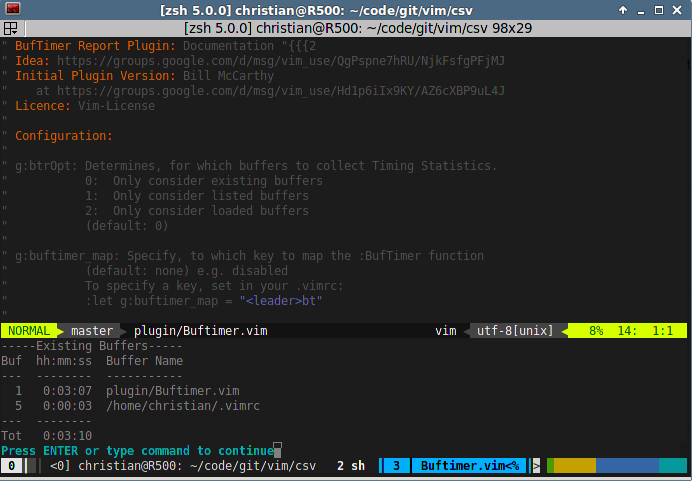 [zsh 5.0.0] christian@R500: ~/code/git/vim/csv
[zsh 5.0.0] christian@R500: ~/code/git/vim/csv 98x29
" BufTimer Report Plugin: Documentation "{{{2
" Idea: https://groups.google.com/d/msg/vim_use/QgPspne7hRU/NjkFsfgPFjMJ
" Initial Plugin Version: Bill McCarthy
"    at https://groups.google.com/d/msg/vim_use/Hd1p6iIx9KY/AZ6cXBP9uL4J
" Licence: Vim-License
"
" Configuration:
"
" g:btrOpt: Determines, for which buffers to collect Timing Statistics.
"           0:  Only consider existing buffers
"           1:  Only consider listed buffers
"           2:  Only consider loaded buffers
"           (default: 0)
"
" g:buftimer_map: Specify, to which key to map the :BufTimer function
"           (default: none) e.g. disabled
"           To specify a key, set in your .vimrc:
"           :let g:buftimer_map = "<leader>bt"
"
NORMAL master plugin/Buftimer.vim vim utf-8[unix] 8% 14: 1:1
-----Existing Buffers-----
Buf  hh:mm:ss  Buffer Name
---  --------  -----------
  1   0:03:07  plugin/Buftimer.vim
  5   0:00:03  /home/christian/.vimrc
---  --------
Tot   0:03:10
Press ENTER or type command to continue
0 <0] christian@R500: ~/code/git/vim/csv 2 sh 3 Buftimer.vim<% >